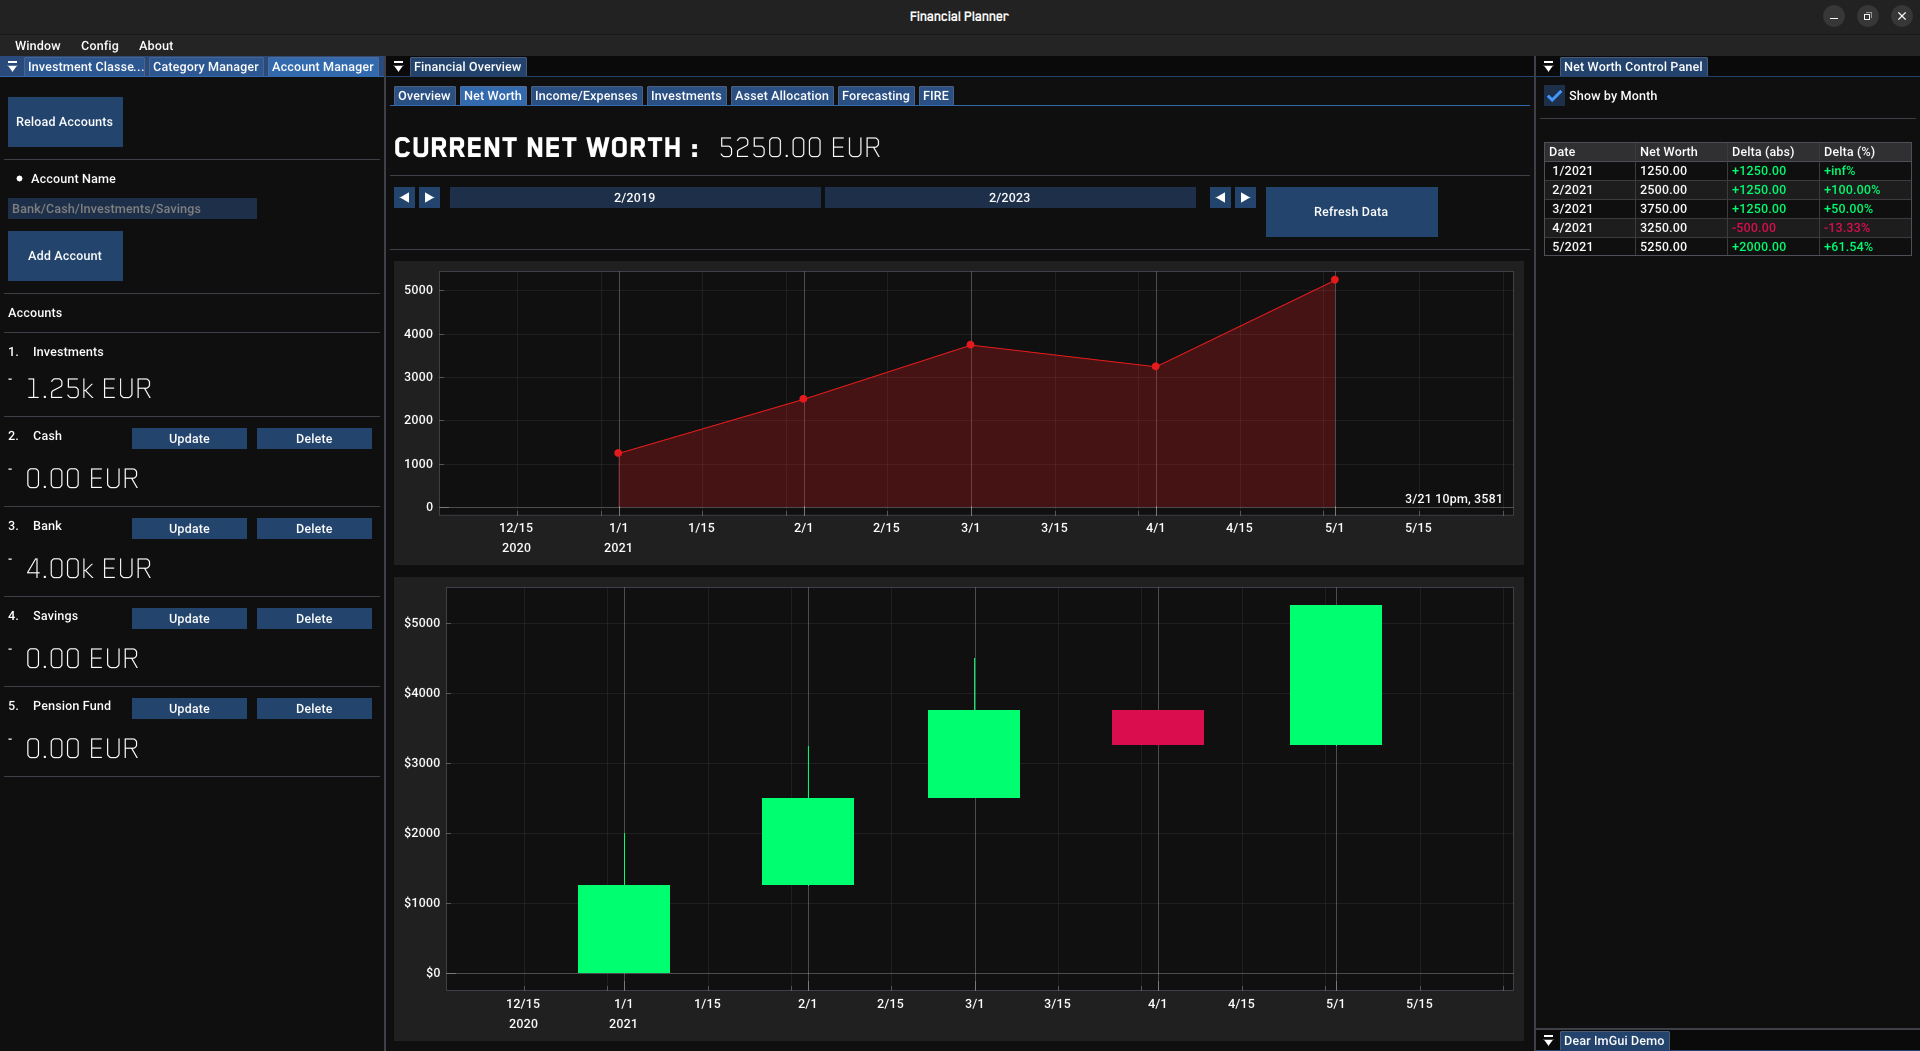 Financial Planner
Window Config About
Investment Classe... Category Manager Account Manager
Reload Accounts
Account Name
Bank/Cash/Investments/Savings
Add Account
Accounts
1. Investments
- 1.25k EUR
2. Cash Update Delete
- 0.00 EUR
3. Bank Update Delete
- 4.00k EUR
4. Savings Update Delete
- 0.00 EUR
5. Pension Fund Update Delete
- 0.00 EUR
Financial Overview
Overview Net Worth Income/Expenses Investments Asset Allocation Forecasting FIRE
CURRENT NET WORTH : 5250.00 EUR
2/2019 2/2023 Refresh Data
5000
4000
3000
2000
1000
0
3/21 10pm, 3581
12/15 1/1 1/15 2/1 2/15 3/1 3/15 4/1 4/15 5/1 5/15
2020 2021
$5000
$4000
$3000
$2000
$1000
$0
12/15 1/1 1/15 2/1 2/15 3/1 3/15 4/1 4/15 5/1 5/15
2020 2021
Net Worth Control Panel
Show by Month
Date Net Worth Delta (abs) Delta (%)
1/2021 1250.00 +1250.00 +inf%
2/2021 2500.00 +1250.00 +100.00%
3/2021 3750.00 +1250.00 +50.00%
4/2021 3250.00 -500.00 -13.33%
5/2021 5250.00 +2000.00 +61.54%
Dear ImGui Demo